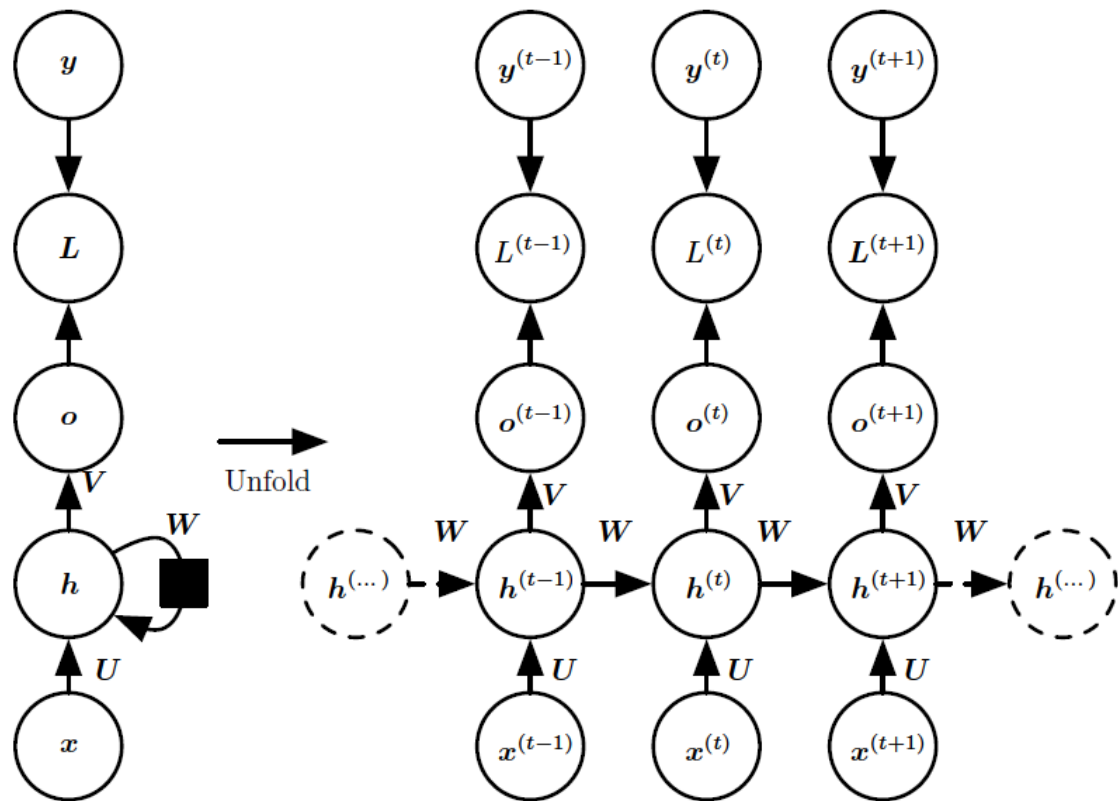 y y^(t−1) y^(t) y^(t+1)
L L^(t−1) L^(t) L^(t+1)
o o^(t−1) o^(t) o^(t+1)
Unfold
V V V V
W W W W W
h h^(...) h^(t−1) h^(t) h^(t+1) h^(...)
U U U U
x x^(t−1) x^(t) x^(t+1)